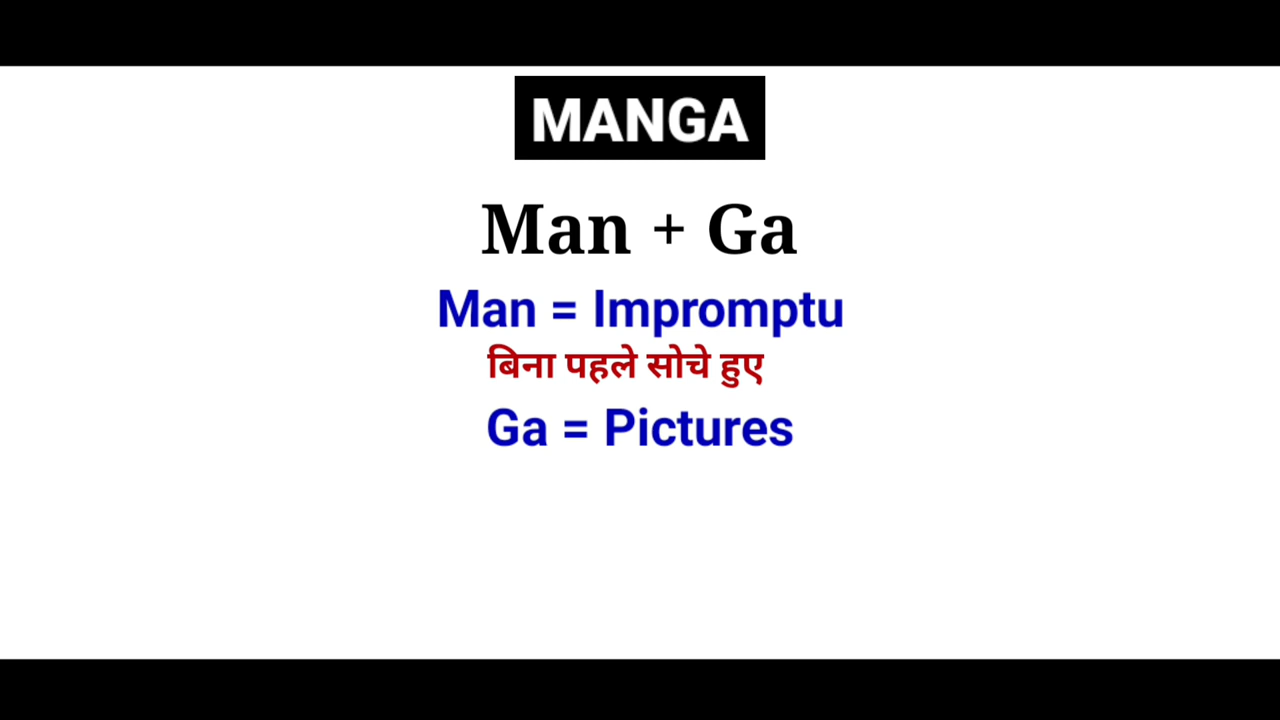 MANGA
Man + Ga
Man = Impromptu
बिना पहले सोचे हुए
Ga = Pictures